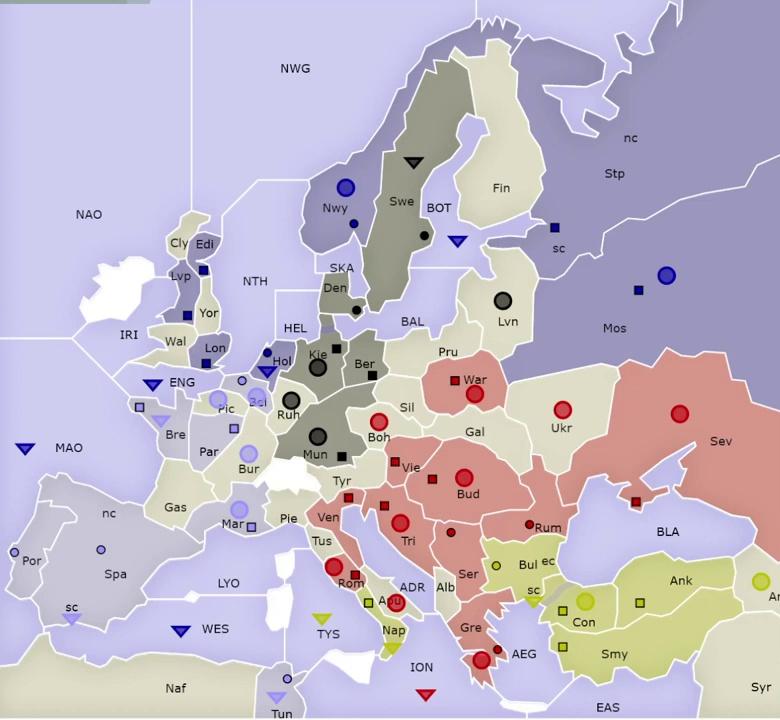 NWG
nc
Stp
Fin
Swe
Nwy
BOT
NAO
Cly
Edi
sc
SKA
Lvp
NTH
Den
Yor
Lvn
HEL
BAL
Mos
IRI
Wal
Lon
Kie
Hol
Ber
Pru
ENG
War
Pic
Bel
Ruh
Sil
Ukr
Bre
Boh
Gal
Sev
MAO
Par
Mun
Bur
Vie
Tyr
Bud
Gas
nc
Mar
Pie
Ven
Tri
Rum
BLA
Tus
Por
Spa
Rom
Ser
Bul
ec
LYO
ADR
Alb
Ank
sc
Apu
sc
Con
WES
TYS
Nap
Gre
AEG
Smy
ION
Naf
Syr
Tun
EAS